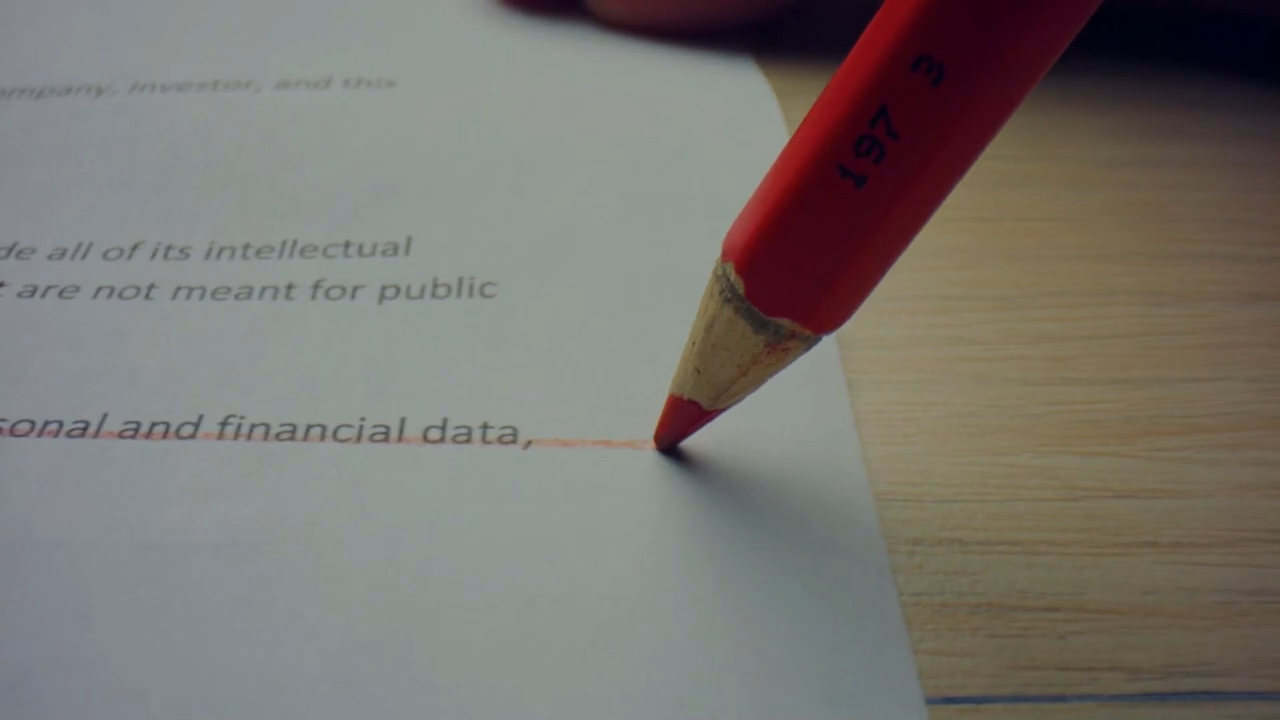 ompany, Investor, and this
de all of its intellectual
t are not meant for public
sonal and financial data,
197 3